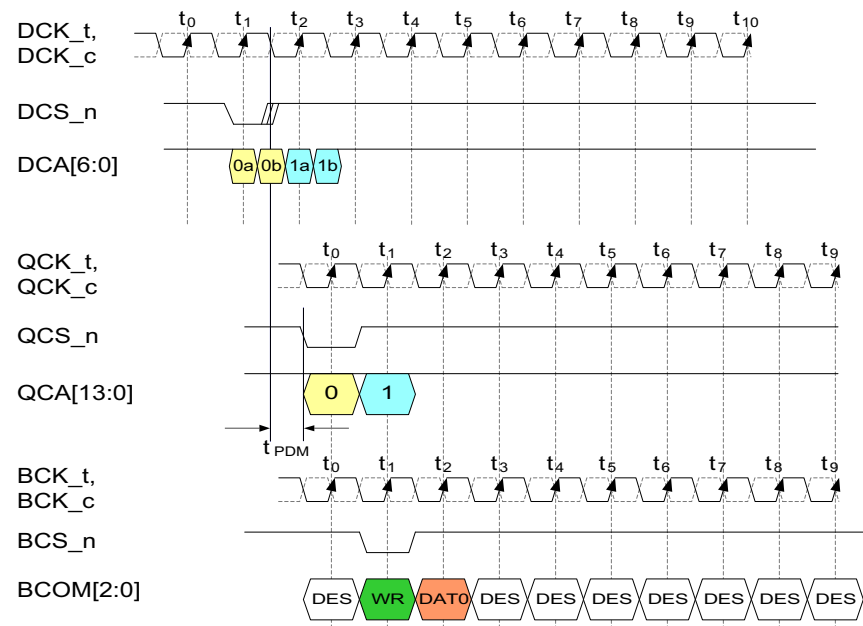 t0 t1 t2 t3 t4 t5 t6 t7 t8 t9 t10
DCK_t,
DCK_c
DCS_n
DCA[6:0] 0a 0b 1a 1b
t0 t1 t2 t3 t4 t5 t6 t7 t8 t9
QCK_t,
QCK_c
QCS_n
QCA[13:0] 0 1
tPDM
t0 t1 t2 t3 t4 t5 t6 t7 t8 t9
BCK_t,
BCK_c
BCS_n
BCOM[2:0] DES WR DAT0 DES DES DES DES DES DES DES